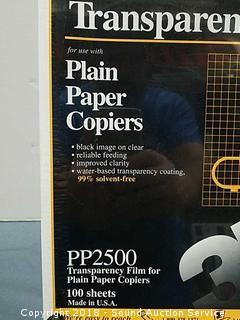 Transparen
for use with
Plain
Paper
Copiers
• black image on clear
• reliable feeding
• improved clarity
• water-based transparency coating,
99% solvent-free
PP2500
Transparency Film for
Plain Paper Copiers
100 sheets
Made in U.S.A.
Copyright 2018 - Sound Auction Service